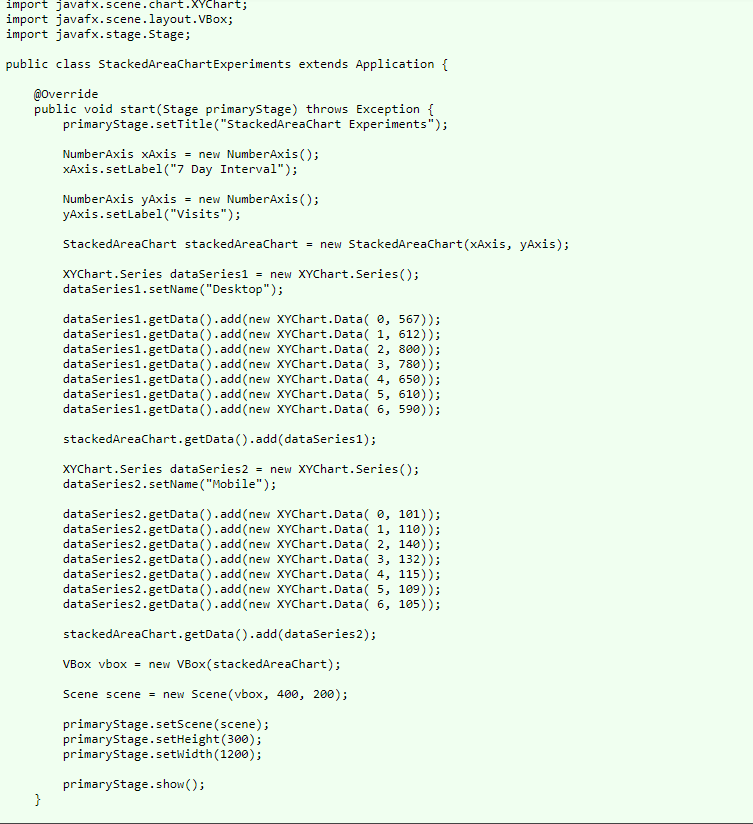 import javafx.scene.chart.XYChart;
import javafx.scene.layout.VBox;
import javafx.stage.Stage;

public class StackedAreaChartExperiments extends Application {

    @Override
    public void start(Stage primaryStage) throws Exception {
        primaryStage.setTitle("StackedAreaChart Experiments");

        NumberAxis xAxis = new NumberAxis();
        xAxis.setLabel("7 Day Interval");

        NumberAxis yAxis = new NumberAxis();
        yAxis.setLabel("Visits");

        StackedAreaChart stackedAreaChart = new StackedAreaChart(xAxis, yAxis);

        XYChart.Series dataSeries1 = new XYChart.Series();
        dataSeries1.setName("Desktop");

        dataSeries1.getData().add(new XYChart.Data( 0, 567));
        dataSeries1.getData().add(new XYChart.Data( 1, 612));
        dataSeries1.getData().add(new XYChart.Data( 2, 800));
        dataSeries1.getData().add(new XYChart.Data( 3, 780));
        dataSeries1.getData().add(new XYChart.Data( 4, 650));
        dataSeries1.getData().add(new XYChart.Data( 5, 610));
        dataSeries1.getData().add(new XYChart.Data( 6, 590));

        stackedAreaChart.getData().add(dataSeries1);

        XYChart.Series dataSeries2 = new XYChart.Series();
        dataSeries2.setName("Mobile");

        dataSeries2.getData().add(new XYChart.Data( 0, 101));
        dataSeries2.getData().add(new XYChart.Data( 1, 110));
        dataSeries2.getData().add(new XYChart.Data( 2, 140));
        dataSeries2.getData().add(new XYChart.Data( 3, 132));
        dataSeries2.getData().add(new XYChart.Data( 4, 115));
        dataSeries2.getData().add(new XYChart.Data( 5, 109));
        dataSeries2.getData().add(new XYChart.Data( 6, 105));

        stackedAreaChart.getData().add(dataSeries2);

        VBox vbox = new VBox(stackedAreaChart);

        Scene scene = new Scene(vbox, 400, 200);

        primaryStage.setScene(scene);
        primaryStage.setHeight(300);
        primaryStage.setWidth(1200);

        primaryStage.show();
    }